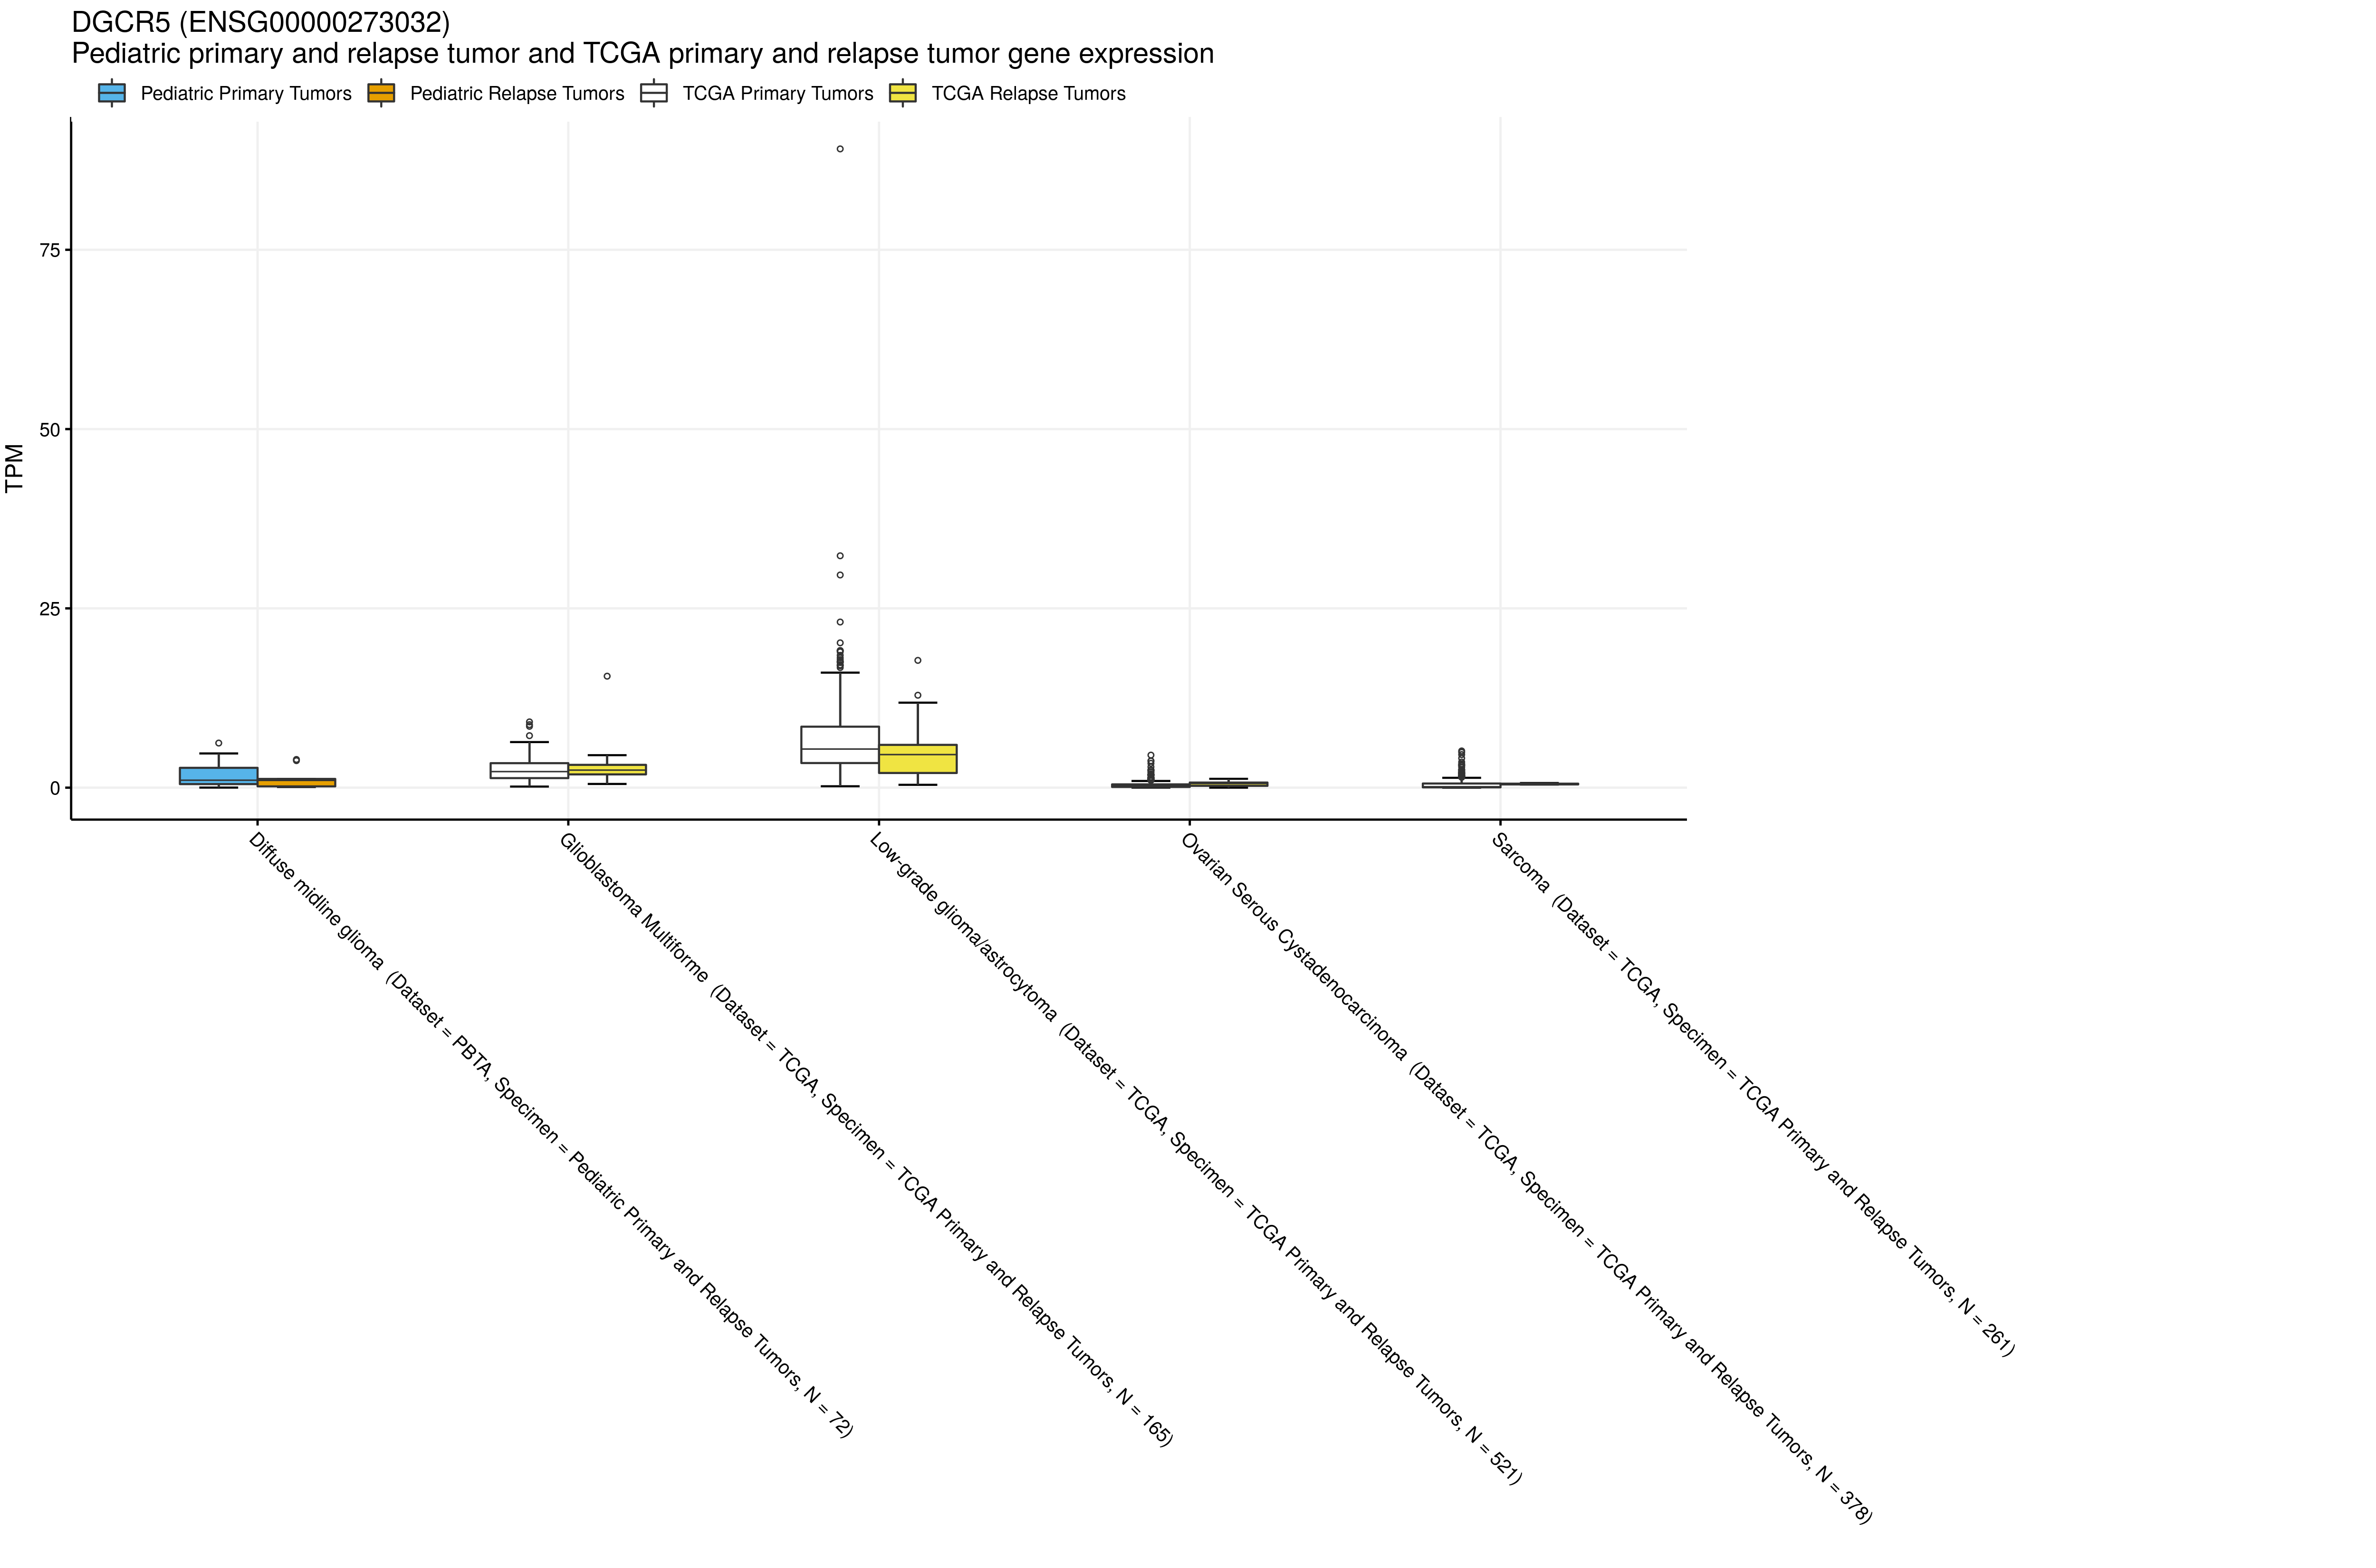 DGCR5 (ENSG00000273032)
Pediatric primary and relapse tumor and TCGA primary and relapse tumor gene expression
Pediatric Primary Tumors Pediatric Relapse Tumors TCGA Primary Tumors TCGA Relapse Tumors
75
50
25
0
TPM
Diffuse midline glioma (Dataset = PBTA, Specimen = Pediatric Primary and Relapse Tumors, N = 72)
Glioblastoma Multiforme (Dataset = TCGA, Specimen = TCGA Primary and Relapse Tumors, N = 165)
Low-grade glioma/astrocytoma (Dataset = TCGA, Specimen = TCGA Primary and Relapse Tumors, N = 521)
Ovarian Serous Cystadenocarcinoma (Dataset = TCGA, Specimen = TCGA Primary and Relapse Tumors, N = 378)
Sarcoma (Dataset = TCGA, Specimen = TCGA Primary and Relapse Tumors, N = 261)